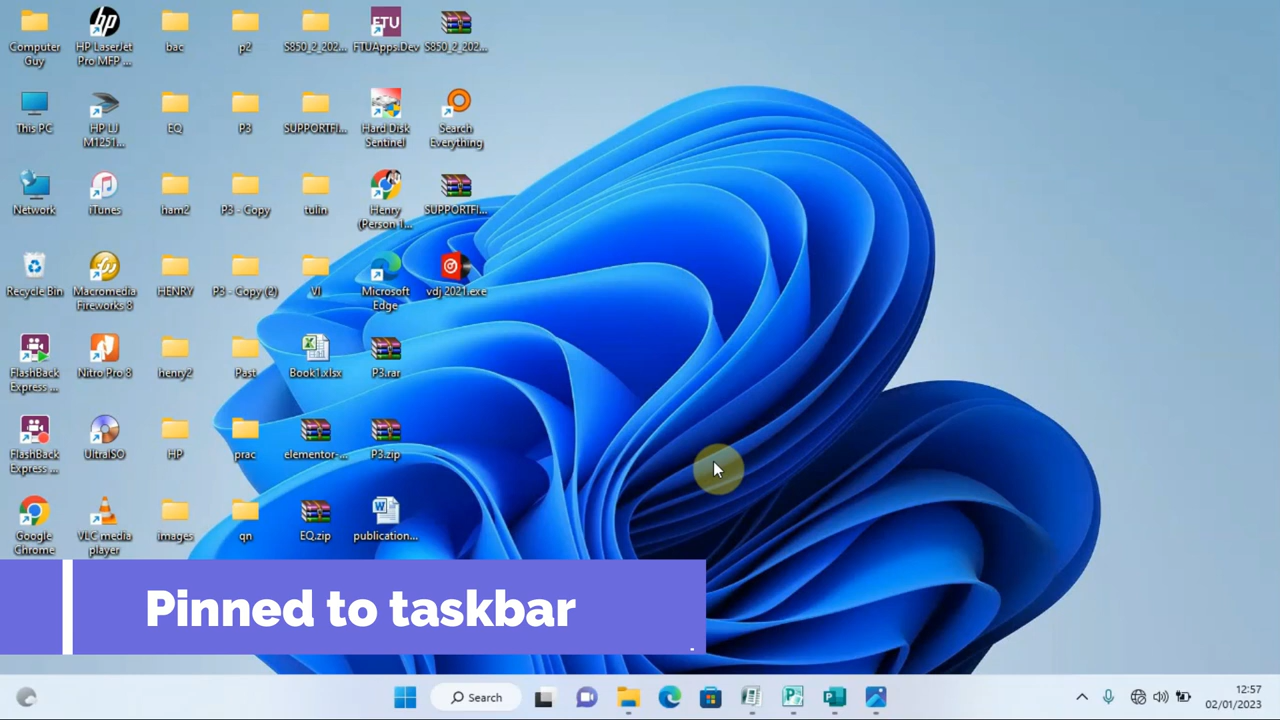 Computer
Guy
HP LaserJet
Pro MFP ...
bac
p2
S850_2_202...
FTU
FTUApps.Dev
S850_2_202...
This PC
HP LJ
M1251...
EQ
P3
SUPPORTFI...
Hard Disk
Sentinel
Search
Everything
Network
iTunes
ham2
P3 - Copy
tulin
Henry
(Person 1...
SUPPORTFI...
Recycle Bin
Macromedia
Fireworks 8
HENRY
P3 - Copy (2)
VI
Microsoft
Edge
vdj 2021.exe
FlashBack
Express ...
Nitro Pro 8
henry2
Past
Book1.xlsx
P3.rar
FlashBack
Express ...
UltraISO
HP
prac
elementor-...
P3.zip
Google
Chrome
VLC media
player
images
qn
EQ.zip
publication...
Pinned to taskbar
.
Search
12:57
02/01/2023